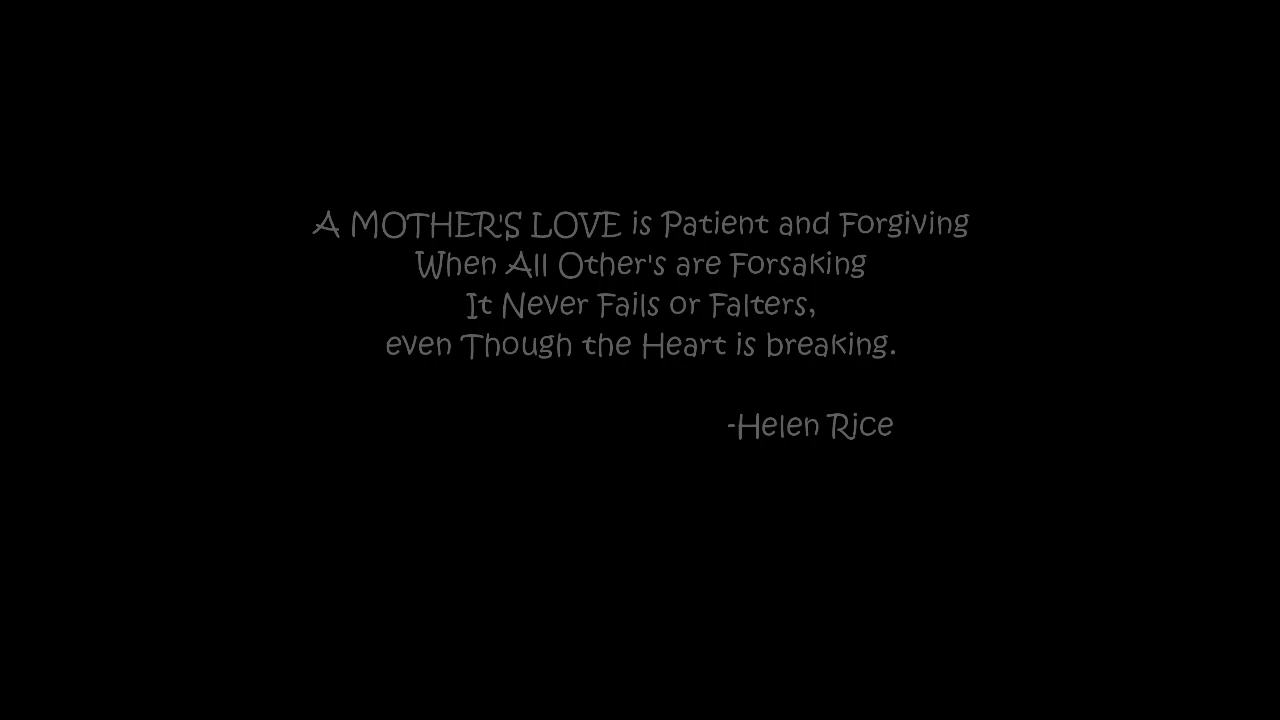 A MOTHER'S LOVE is Patient and Forgiving
When All Other's are Forsaking
It Never Fails or Falters,
even Though the Heart is breaking.
-Helen Rice